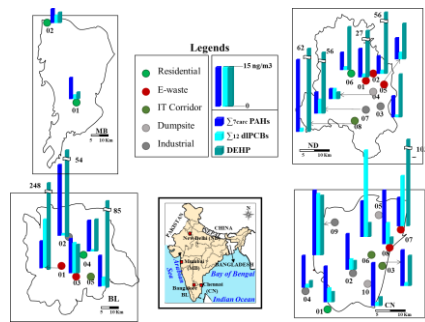 02
01
MB
5 10 Km
Legends
Residential
E-waste
IT Corridor
Dumpsite
Industrial
15 ng/m3
0
∑7carc PAHs
∑12 dlPCBs
DEHP
62
56
27
56
06
02
01
05
04
03
07
08
ND
5 10 Km
248
54
85
02
04
01
03
05
BL
5 10 Km
N
PAKISTAN
CHINA
New Delhi (ND)
Mumbai (MB)
BANGLADESH
Arabian Sea
Bay of Bengal
Bangalore BL
Chennai (CN)
Indian Ocean
10
05
09
07
06
02
03
04
10
01
CN
10 Km